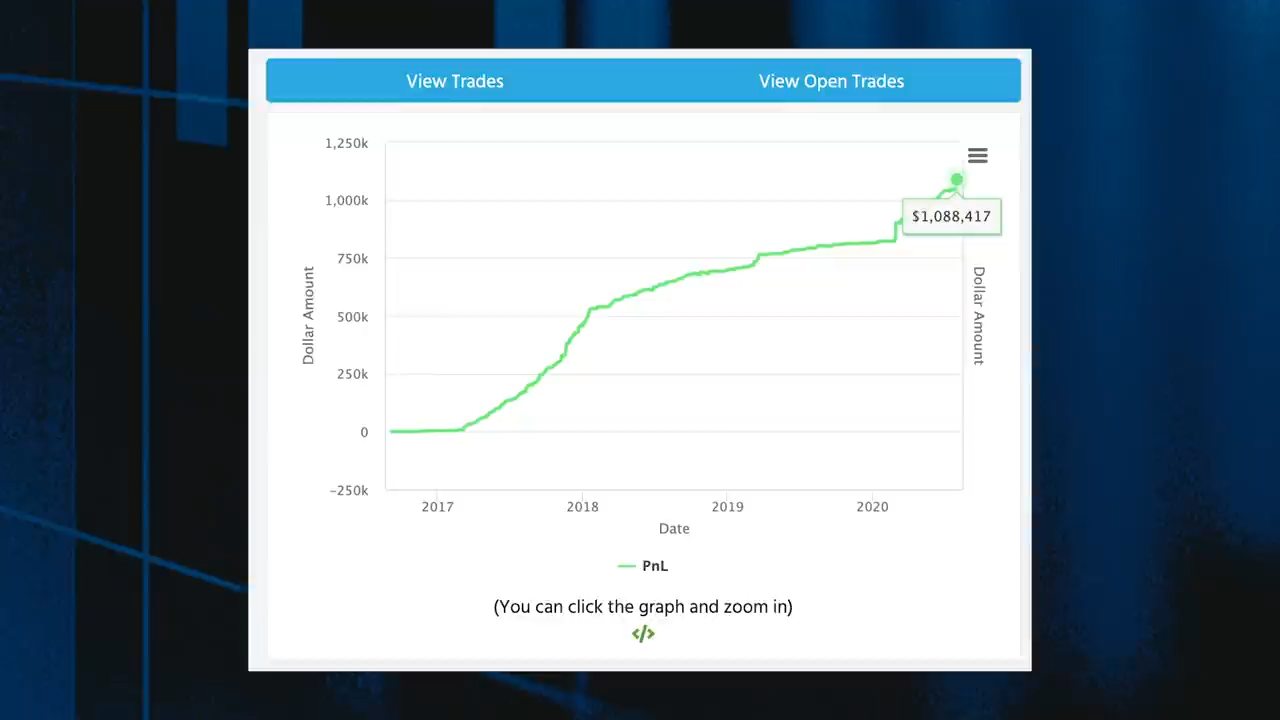 View Trades
View Open Trades
1,250k
1,000k
750k
500k
250k
0
-250k
Dollar Amount
$1,088,417
Dollar Amount
2017
2018
2019
2020
Date
PnL
(You can click the graph and zoom in)
</>